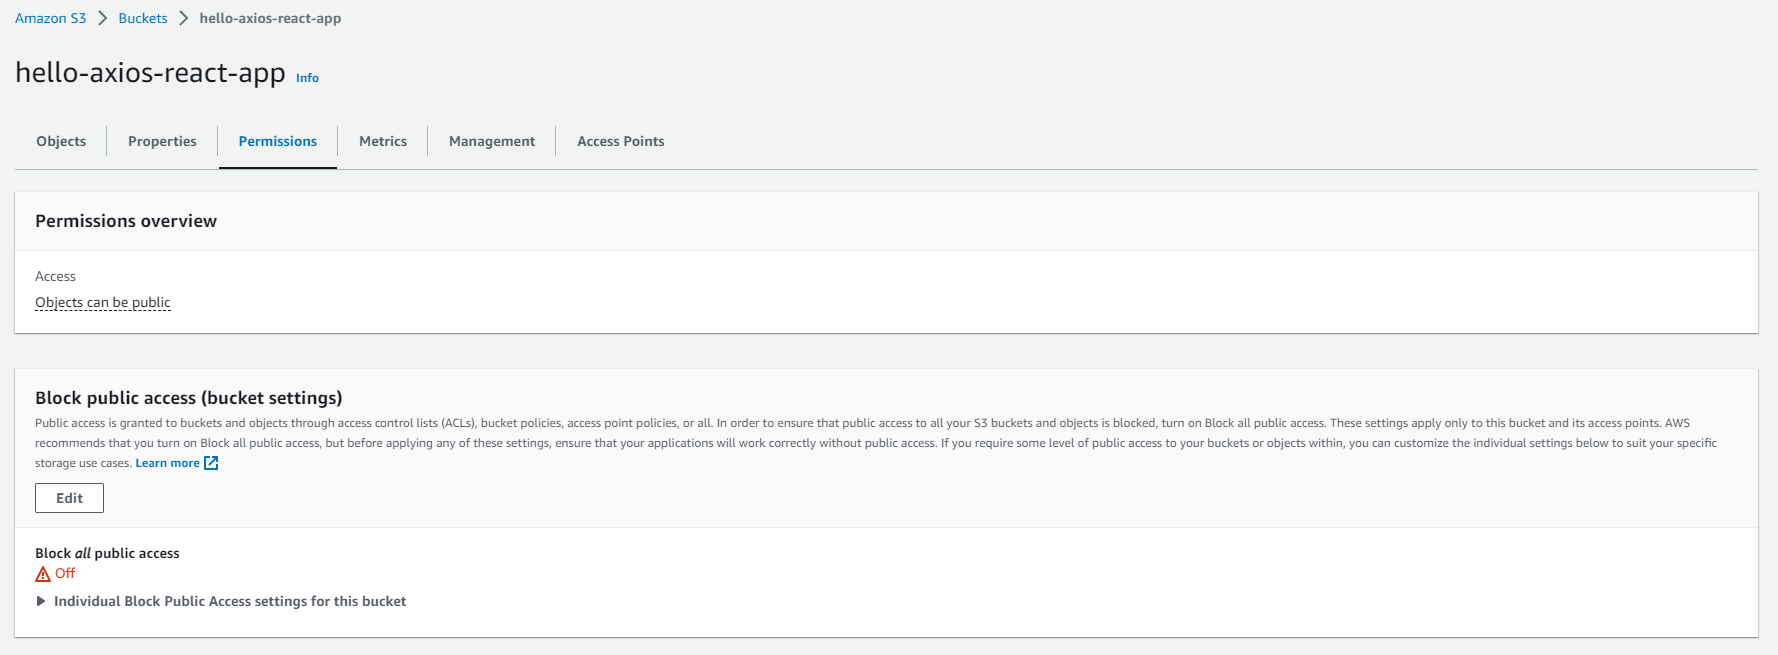 Amazon S3 > Buckets > hello-axios-react-app
hello-axios-react-app Info
Objects Properties Permissions Metrics Management Access Points
Permissions overview
Access
Objects can be public
Block public access (bucket settings)
Public access is granted to buckets and objects through access control lists (ACLs), bucket policies, access point policies, or all. In order to ensure that public access to all your S3 buckets and objects is blocked, turn on Block all public access. These settings apply only to this bucket and its access points. AWS
recommends that you turn on Block all public access, but before applying any of these settings, ensure that your applications will work correctly without public access. If you require some level of public access to your buckets or objects within, you can customize the individual settings below to suit your specific
storage use cases. Learn more
Edit
Block all public access
Off
Individual Block Public Access settings for this bucket